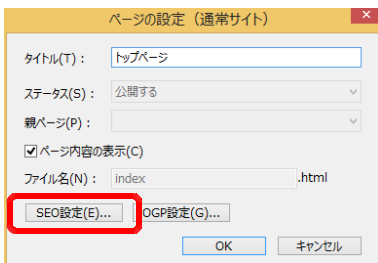 ページの設定（通常サイト）
タイトル(T)： トップページ
ステータス(S)： 公開する
親ページ(P)：
ページ内容の表示(C)
ファイル名(N)： index .html
SEO設定(E)... OGP設定(G)...
OK キャンセル